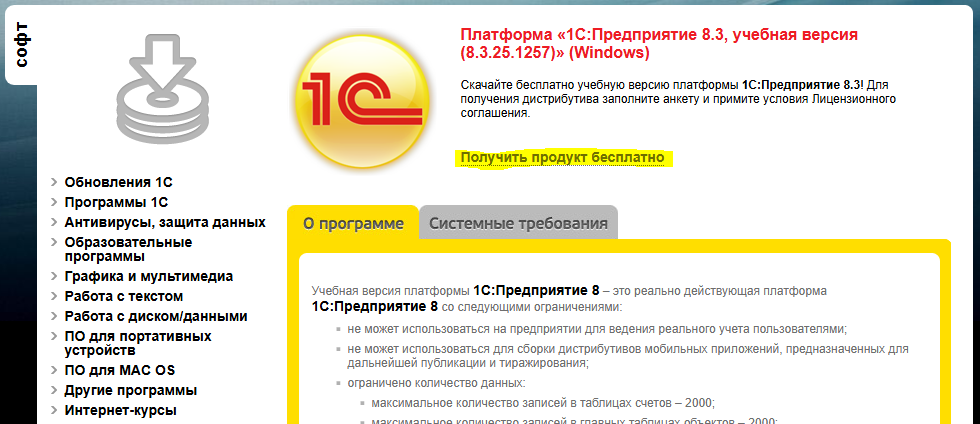 софт
Платформа «1С:Предприятие 8.3, учебная версия
(8.3.25.1257)» (Windows)
1С
Скачайте бесплатно учебную версию платформы 1С:Предприятие 8.3! Для
получения дистрибутива заполните анкету и примите условия Лицензионного
соглашения.
Получить продукт бесплатно
Обновления 1С
Программы 1С
Антивирусы, защита данных
Образовательные
программы
Графика и мультимедиа
Работа с текстом
Работа с диском/данными
ПО для портативных
устройств
ПО для MAC OS
Другие программы
Интернет-курсы
О программе
Системные требования
Учебная версия платформы 1С:Предприятие 8 – это реально действующая платформа
1С:Предприятие 8 со следующими ограничениями:
не может использоваться на предприятии для ведения реального учета пользователями;
не может использоваться для сборки дистрибутивов мобильных приложений, предназначенных для
дальнейшей публикации и тиражирования;
ограничено количество данных:
максимальное количество записей в таблицах счетов – 2000;
максимальное количество записей в главных таблицах объектов – 2000;